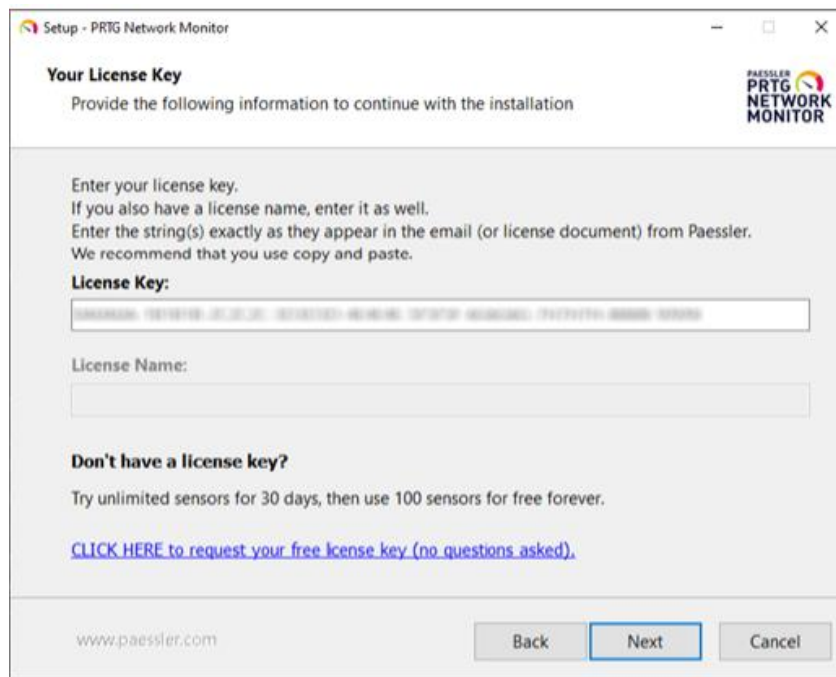 Setup - PRTG Network Monitor
Your License Key
Provide the following information to continue with the installation
PAESSLER
PRTG
NETWORK
MONITOR
Enter your license key.
If you also have a license name, enter it as well.
Enter the string(s) exactly as they appear in the email (or license document) from Paessler.
We recommend that you use copy and paste.
License Key:
License Name:
Don't have a license key?
Try unlimited sensors for 30 days, then use 100 sensors for free forever.
CLICK HERE to request your free license key (no questions asked).
www.paessler.com
Back
Next
Cancel